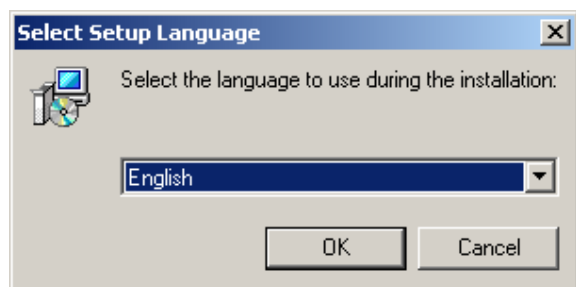 Select Setup Language
Select the language to use during the installation:
English
OK
Cancel